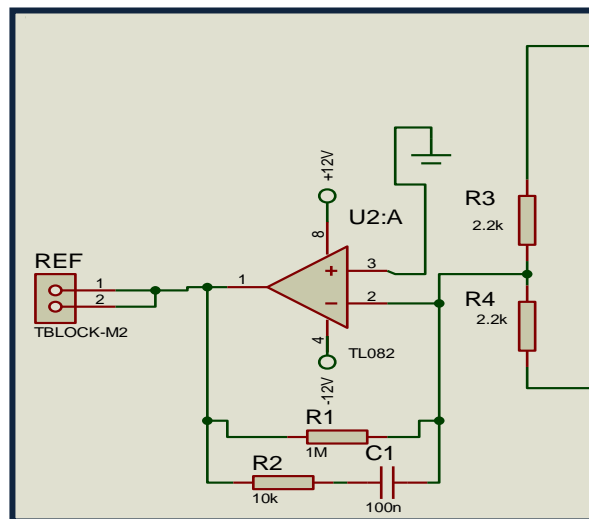 +12V
U2:A
8
3
1
2
4
TL082
-12V
REF
1
2
TBLOCK-M2
R3
2.2k
R4
2.2k
R1
1M
R2
10k
C1
100n